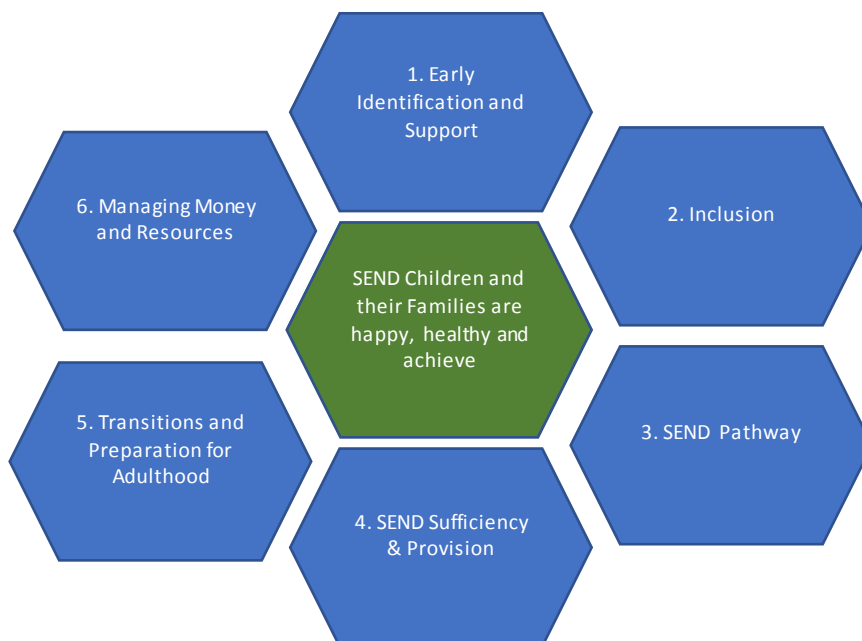 1. Early
Identification and
Support
2. Inclusion
3. SEND Pathway
4. SEND Sufficiency
& Provision
5. Transitions and
Preparation for
Adulthood
6. Managing Money
and Resources
SEND Children and
their Families are
happy, healthy and
achieve